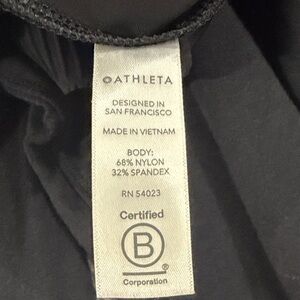 ATHLETA
DESIGNED IN
SAN FRANCISCO
MADE IN VIETNAM
BODY:
68% NYLON
32% SPANDEX
RN 54023
Certified
B
Corporation